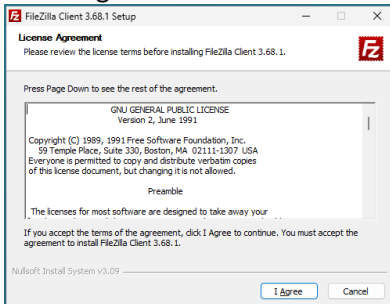 FileZilla Client 3.68.1 Setup
License Agreement
Please review the license terms before installing FileZilla Client 3.68.1.
Fz
Press Page Down to see the rest of the agreement.
GNU GENERAL PUBLIC LICENSE
Version 2, June 1991
Copyright (C) 1989, 1991 Free Software Foundation, Inc.
59 Temple Place, Suite 330, Boston, MA 02111-1307 USA
Everyone is permitted to copy and distribute verbatim copies
of this license document, but changing it is not allowed.
Preamble
The licenses for most software are designed to take away your
If you accept the terms of the agreement, click I Agree to continue. You must accept the
agreement to install FileZilla Client 3.68.1.
Nullsoft Install System v3.09
I Agree Cancel